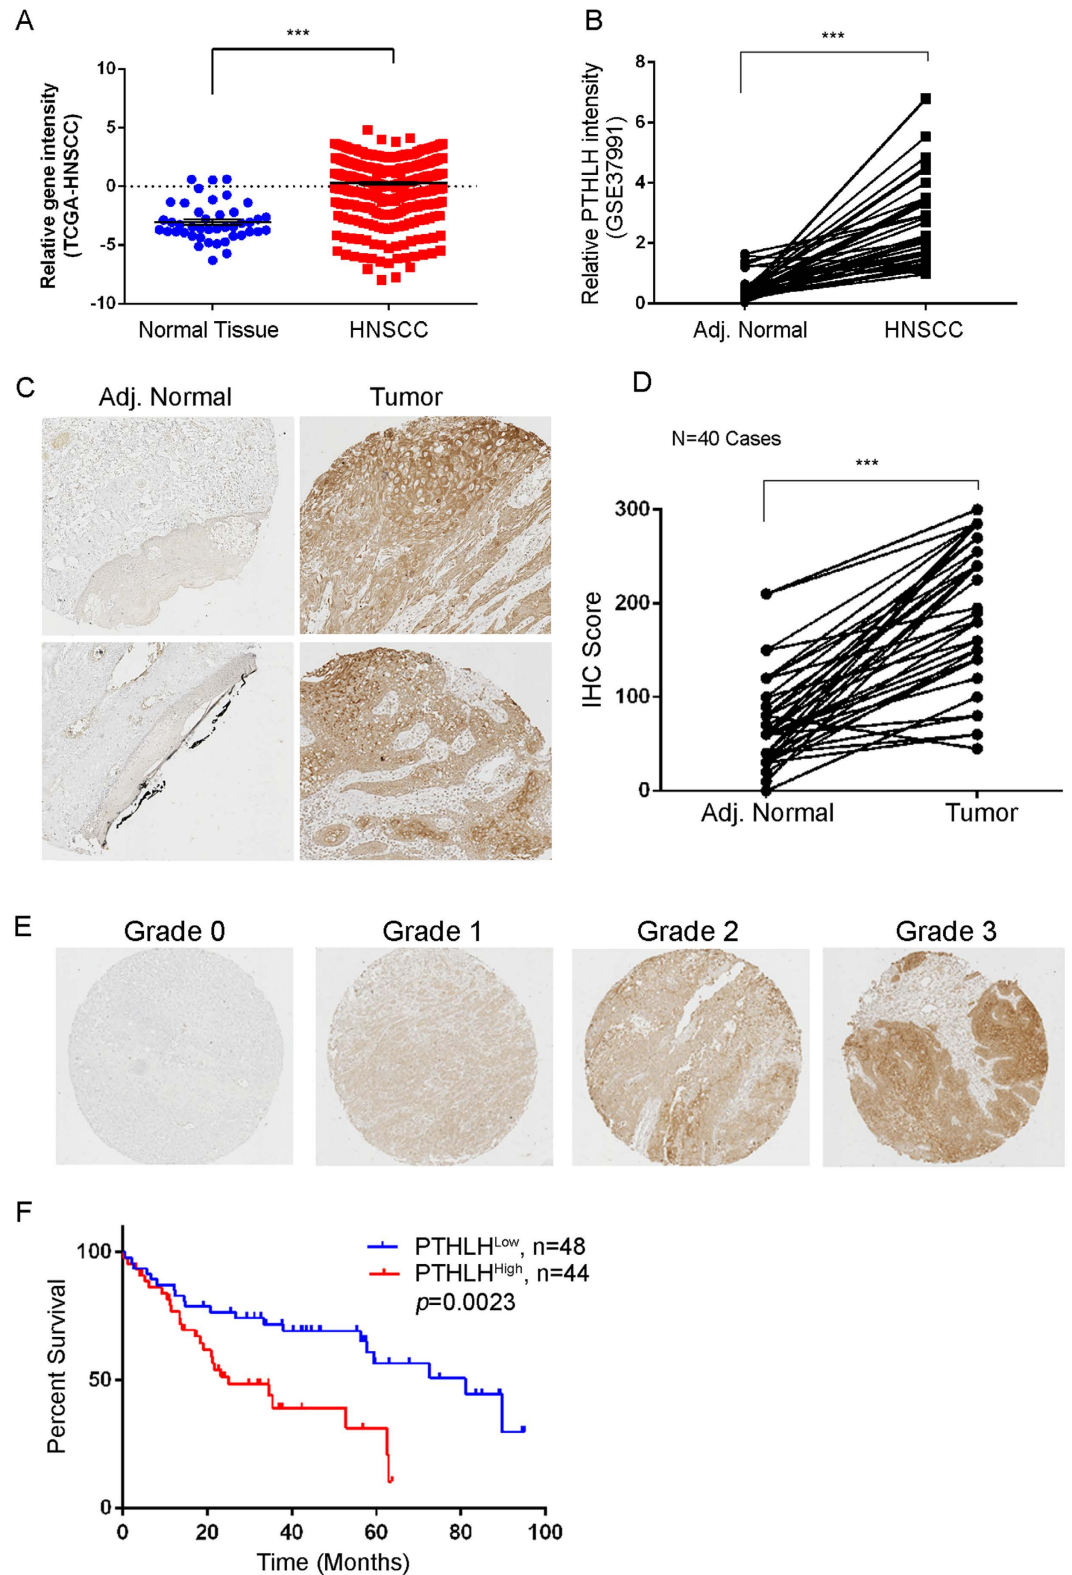 A
***
Relative gene intensity
(TCGA-HNSCC)
10
5
0
-5
-10
Normal Tissue
HNSCC
B
***
Relative PTHLH intensity
(GSE37991)
8
6
4
2
0
Adj. Normal
HNSCC
C
Adj. Normal
Tumor
D
N=40 Cases
***
IHC Score
300
200
100
0
Adj. Normal
Tumor
E
Grade 0
Grade 1
Grade 2
Grade 3
F
Percent Survival
100
50
0
PTHLHLow, n=48
PTHLHHigh, n=44
p=0.0023
0 20 40 60 80 100
Time (Months)